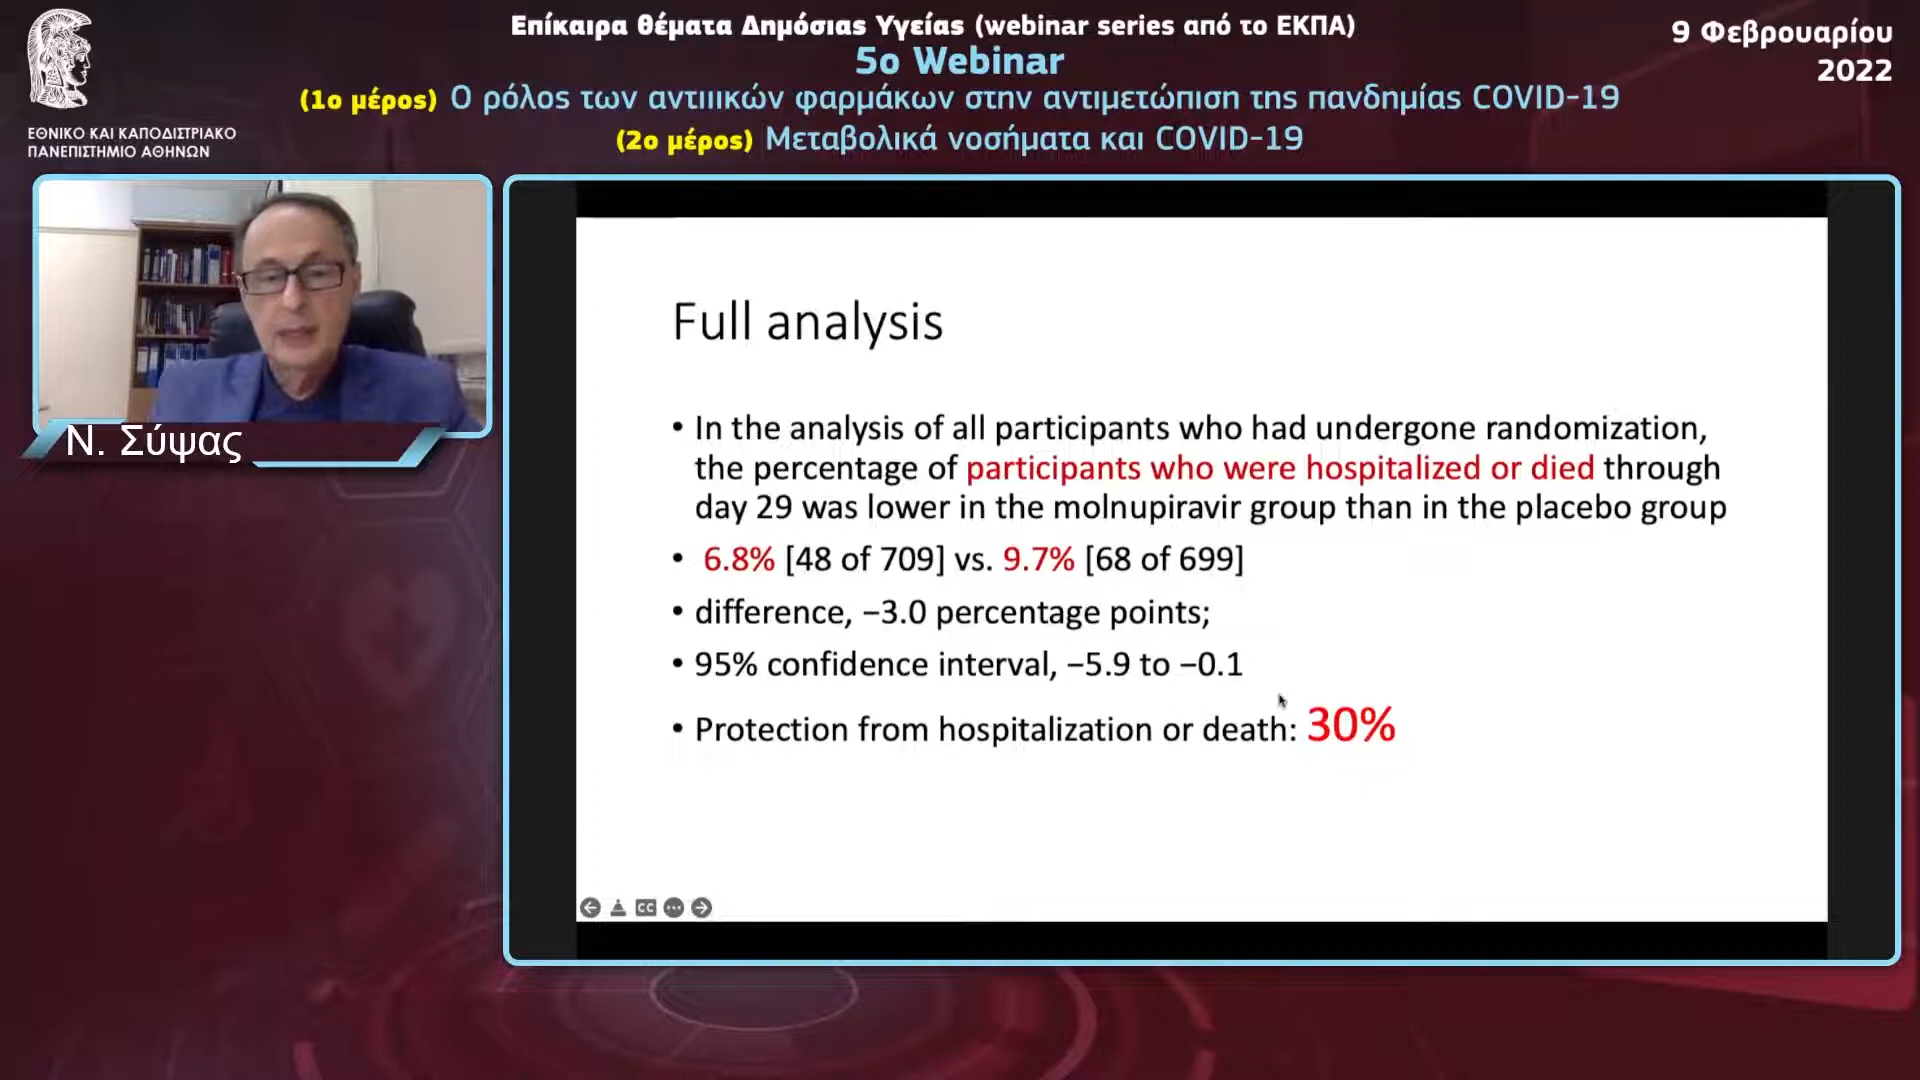 Επίκαιρα θέματα Δημόσιας Υγείας (webinar series από το ΕΚΠΑ)
5ο Webinar
(1ο μέρος) Ο ρόλος των αντιιικών φαρμάκων στην αντιμετώπιση της πανδημίας COVID-19
(2ο μέρος) Μεταβολικά νοσήματα και COVID-19
9 Φεβρουαρίου
2022
ΕΘΝΙΚΟ ΚΑΙ ΚΑΠΟΔΙΣΤΡΙΑΚΟ
ΠΑΝΕΠΙΣΤΗΜΙΟ ΑΘΗΝΩΝ
Ν. Σύψας
Full analysis
• In the analysis of all participants who had undergone randomization,
the percentage of participants who were hospitalized or died through
day 29 was lower in the molnupiravir group than in the placebo group
• 6.8% [48 of 709] vs. 9.7% [68 of 699]
• difference, −3.0 percentage points;
• 95% confidence interval, −5.9 to −0.1
• Protection from hospitalization or death: 30%
CC